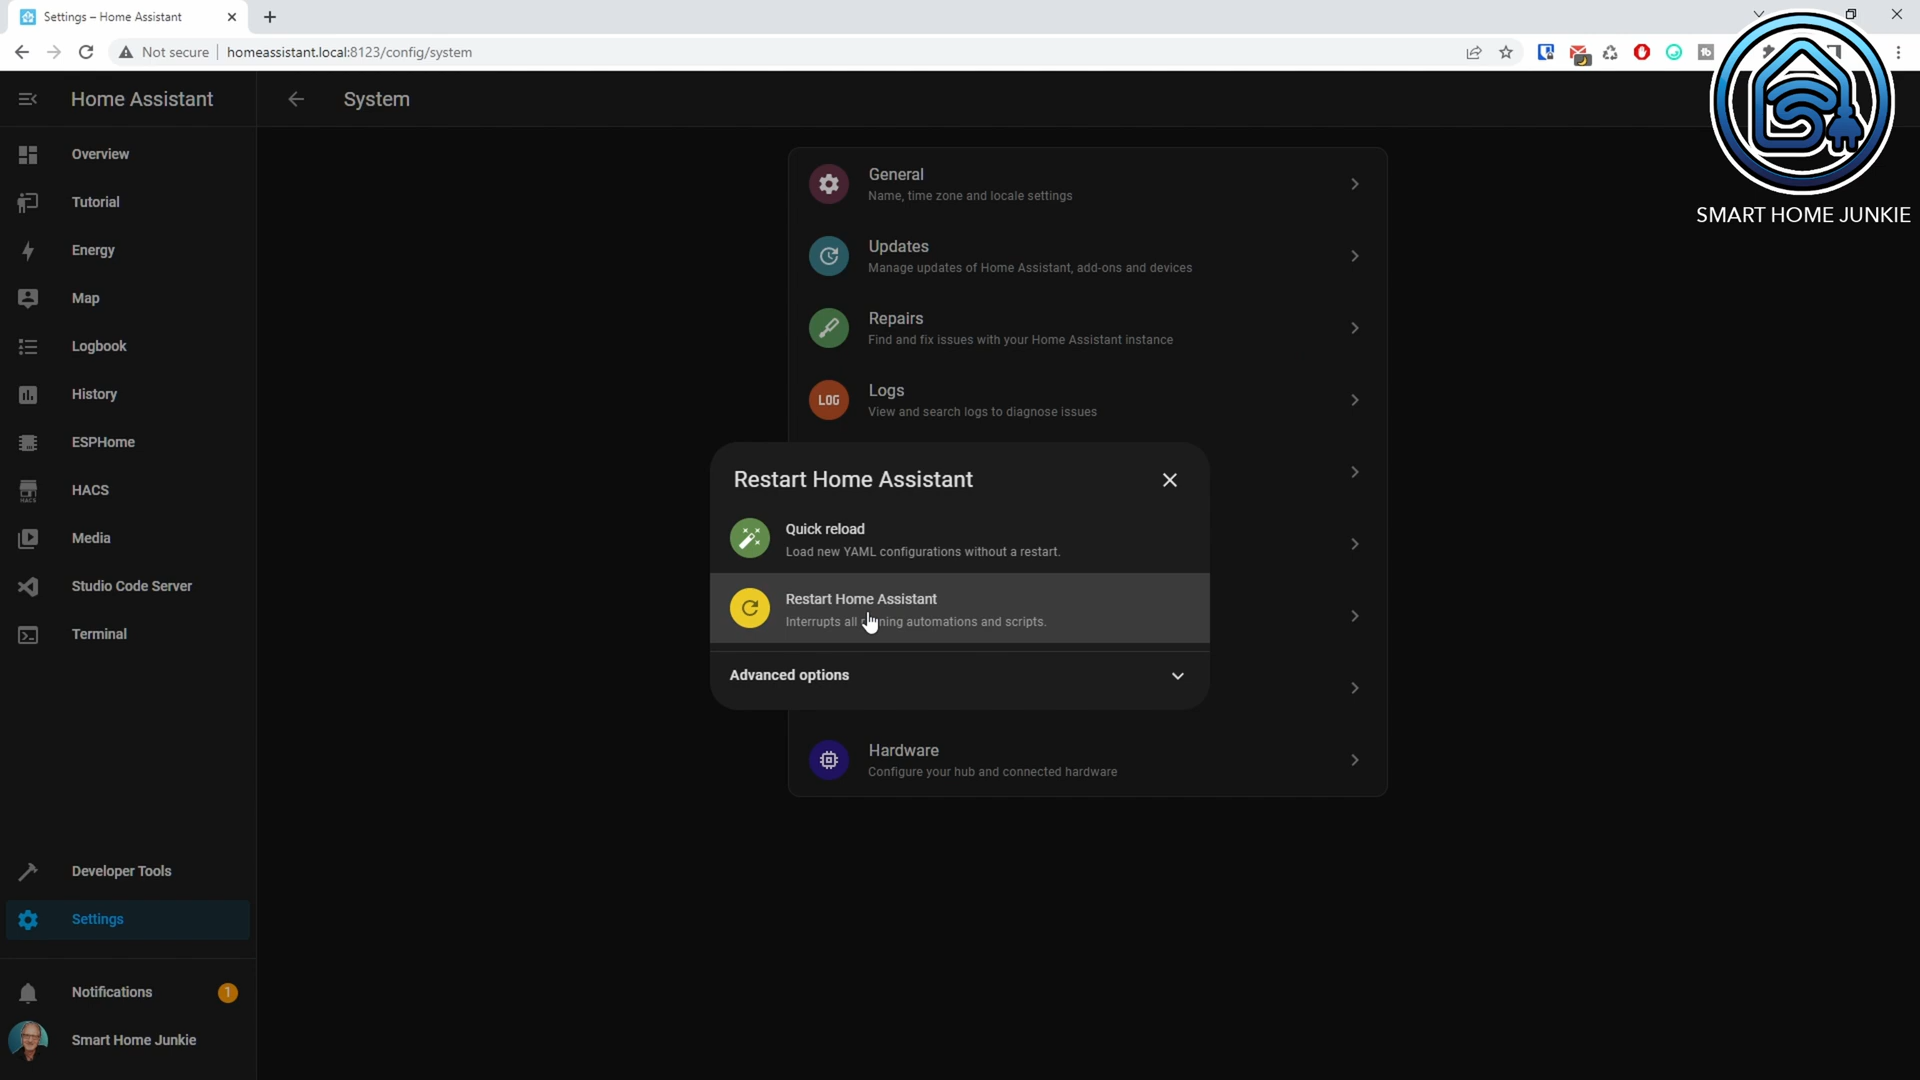 Settings – Home Assistant
Not secure
homeassistant.local:8123/config/system
Home Assistant
System
Overview
Tutorial
Energy
Map
Logbook
History
ESPHome
HACS
Media
Studio Code Server
Terminal
Developer Tools
Settings
Notifications
1
Smart Home Junkie
General
Name, time zone and locale settings
Updates
Manage updates of Home Assistant, add-ons and devices
Repairs
Find and fix issues with your Home Assistant instance
LOG
Logs
View and search logs to diagnose issues
Restart Home Assistant
Quick reload
Load new YAML configurations without a restart.
Restart Home Assistant
Interrupts all ning automations and scripts.
Advanced options
Hardware
Configure your hub and connected hardware
SMART HOME JUNKIE